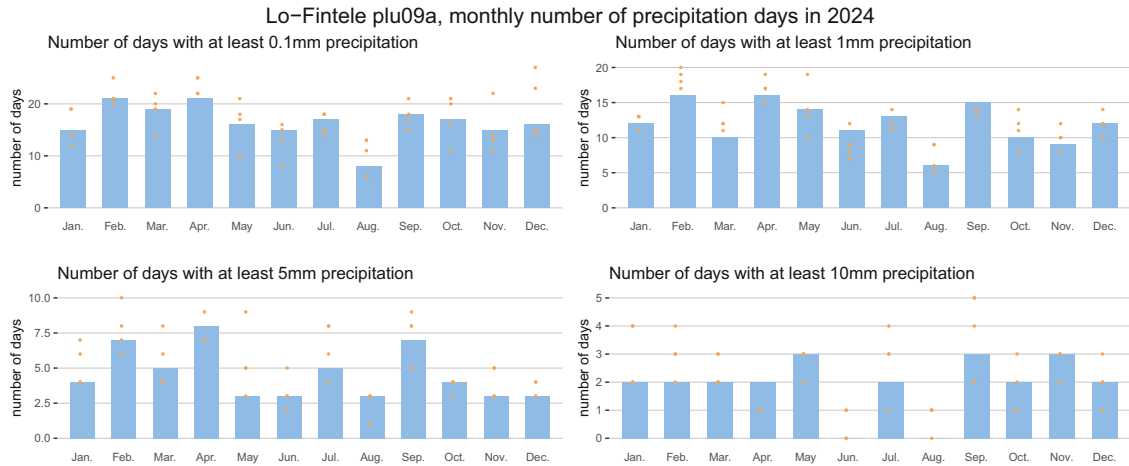 Lo−Fintele plu09a, monthly number of precipitation days in 2024
Number of days with at least 0.1mm precipitation
number of days
20
10
0
Jan. Feb. Mar. Apr. May Jun. Jul. Aug. Sep. Oct. Nov. Dec.
Number of days with at least 1mm precipitation
number of days
20
15
10
5
0
Jan. Feb. Mar. Apr. May Jun. Jul. Aug. Sep. Oct. Nov. Dec.
Number of days with at least 5mm precipitation
number of days
10.0
7.5
5.0
2.5
0.0
Jan. Feb. Mar. Apr. May Jun. Jul. Aug. Sep. Oct. Nov. Dec.
Number of days with at least 10mm precipitation
number of days
5
4
3
2
1
0
Jan. Feb. Mar. Apr. May Jun. Jul. Aug. Sep. Oct. Nov. Dec.